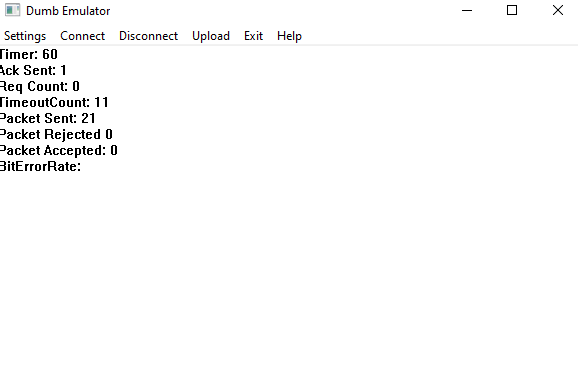 Dumb Emulator
Settings Connect Disconnect Upload Exit Help
Timer: 60
Ack Sent: 1
Req Count: 0
TimeoutCount: 11
Packet Sent: 21
Packet Rejected 0
Packet Accepted: 0
BitErrorRate: